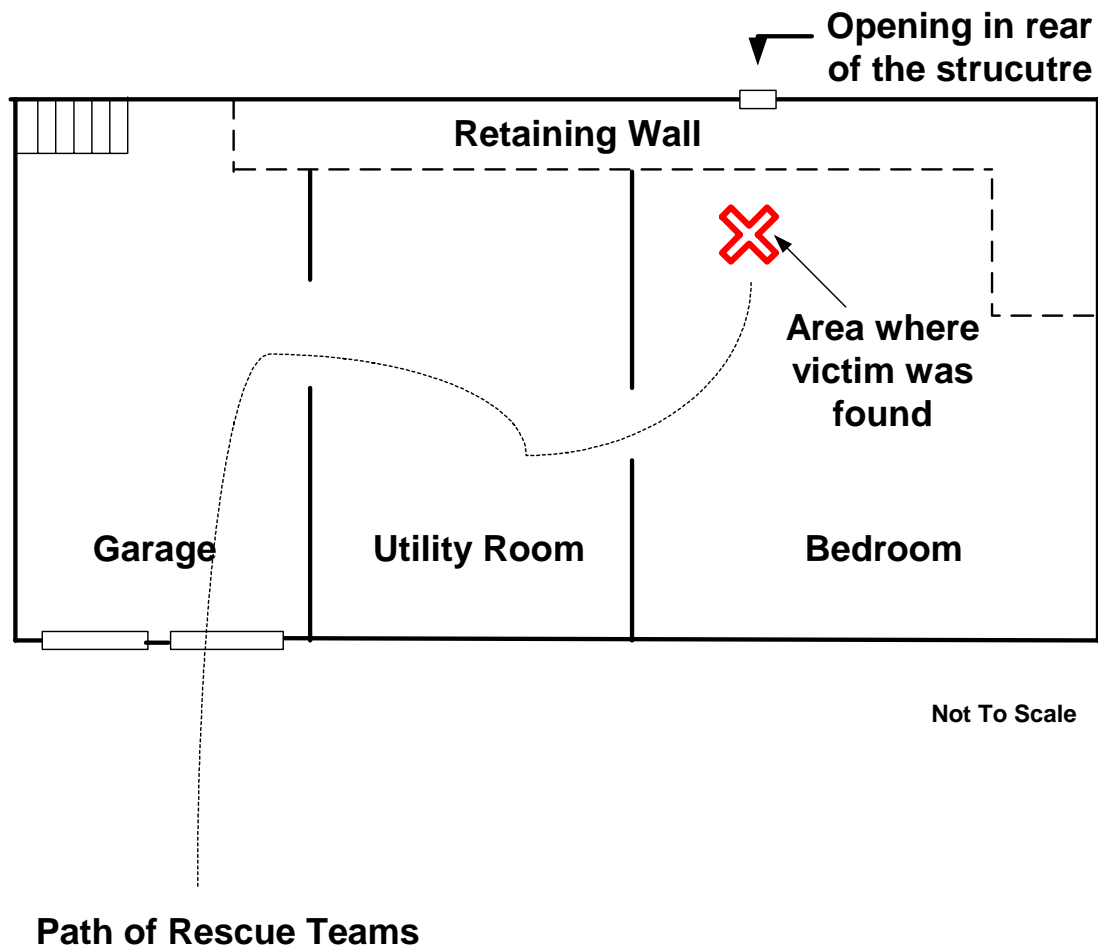 Opening in rear
of the strucutre
Retaining Wall
Area where
victim was
found
Garage
Utility Room
Bedroom
Not To Scale
Path of Rescue Teams